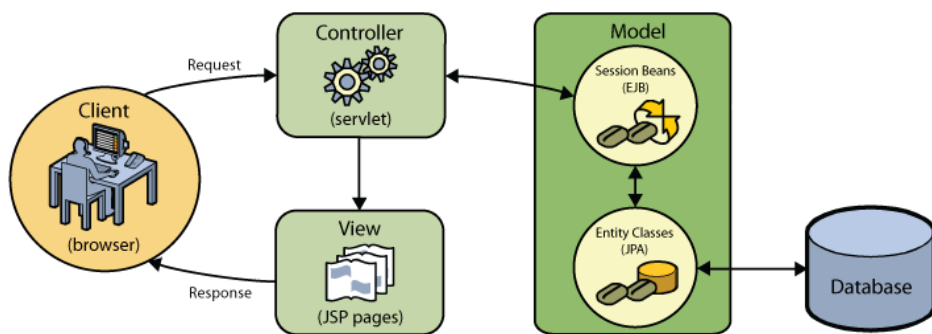 Client
(browser)
Request
Controller
(servlet)
View
(JSP pages)
Response
Model
Session Beans
(EJB)
Entity Classes
(JPA)
Database